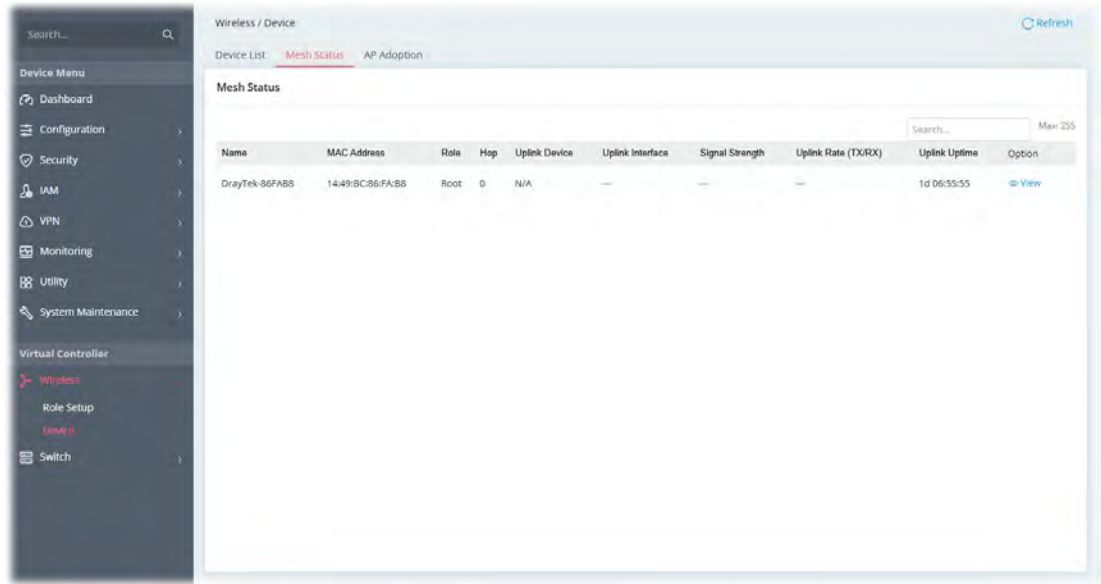 Search...
Device Menu
Dashboard
Configuration
Security
IAM
VPN
Monitoring
Utility
System Maintenance
Virtual Controller
Wireless
Role Setup
Device
Switch
Wireless / Device
Refresh
Device List Mesh Status AP Adoption
Mesh Status
Search... Max: 255
Name MAC Address Role Hop Uplink Device Uplink Interface Signal Strength Uplink Rate (TX/RX) Uplink Uptime Option
DrayTek-86FAB8 14:49:BC:86:FA:B8 Root 0 N/A — — — 1d 06:55:55 View